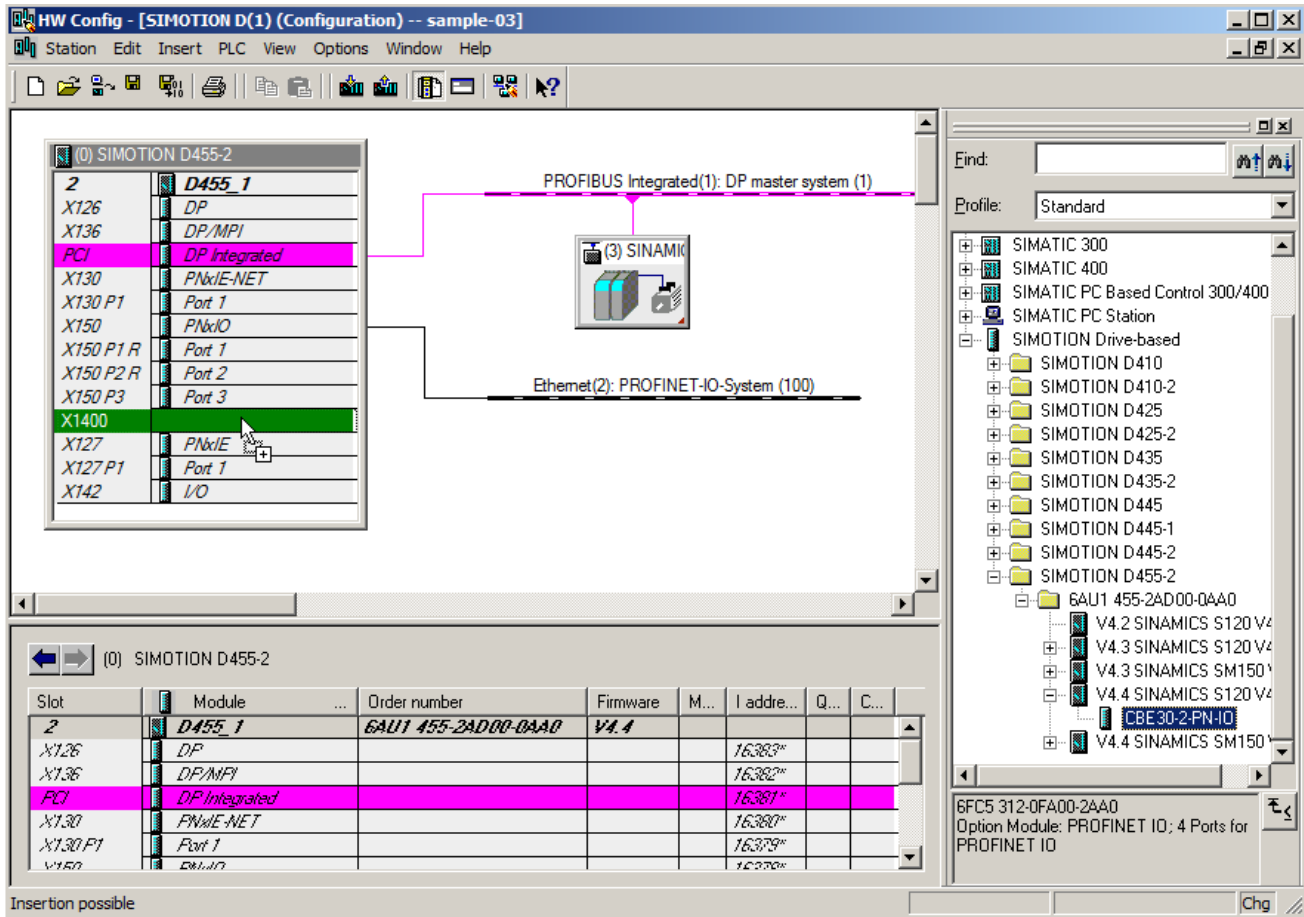 HW Config - [SIMOTION D(1) (Configuration) -- sample-03]
Station Edit Insert PLC View Options Window Help
(0) SIMOTION D455-2
2 D455_1
X126 DP
X136 DP/MPI
PCI DP Integrated
X130 PNxIE-NET
X130 P1 Port 1
X150 PNxIO
X150 P1 R Port 1
X150 P2 R Port 2
X150 P3 Port 3
X1400
X127 PNxIE
X127 P1 Port 1
X142 I/O
PROFIBUS Integrated(1): DP master system (1)
(3) SINAMIC
Ethernet(2): PROFINET-IO-System (100)
Find:
Profile: Standard
SIMATIC 300
SIMATIC 400
SIMATIC PC Based Control 300/400
SIMATIC PC Station
SIMOTION Drive-based
SIMOTION D410
SIMOTION D410-2
SIMOTION D425
SIMOTION D425-2
SIMOTION D435
SIMOTION D435-2
SIMOTION D445
SIMOTION D445-1
SIMOTION D445-2
SIMOTION D455-2
6AU1 455-2AD00-0AA0
V4.2 SINAMICS S120 V4
V4.3 SINAMICS S120 V4
V4.3 SINAMICS SM150 V
V4.4 SINAMICS S120 V4
CBE30-2-PN-IO
V4.4 SINAMICS SM150
6FC5 312-0FA00-2AA0
Option Module: PROFINET IO; 4 Ports for
PROFINET IO
(0) SIMOTION D455-2
Slot Module ... Order number Firmware M... I addre... Q... C...
2 D455_1 6AU1 455-2AD00-0AA0 V4.4
X126 DP 16383*
X136 DP/MPI 16382*
PCI DP Integrated 16381*
X130 PNxIE-NET 16380*
X130 P1 Port 1 16379*
X150 PNxIO 16378*
Insertion possible
Chg